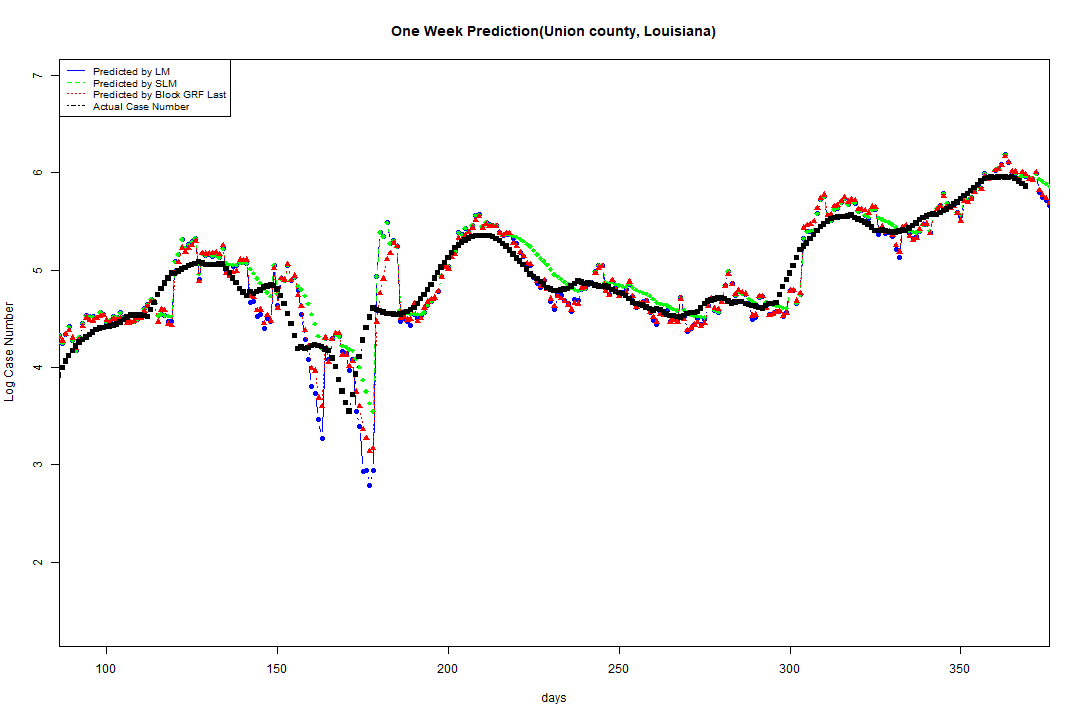 One Week Prediction(Union county, Louisiana)
Predicted by LM
Predicted by SLM
Predicted by Block GRF Last
Actual Case Number
7
6
5
4
3
2
Log Case Number
100 150 200 250 300 350
days